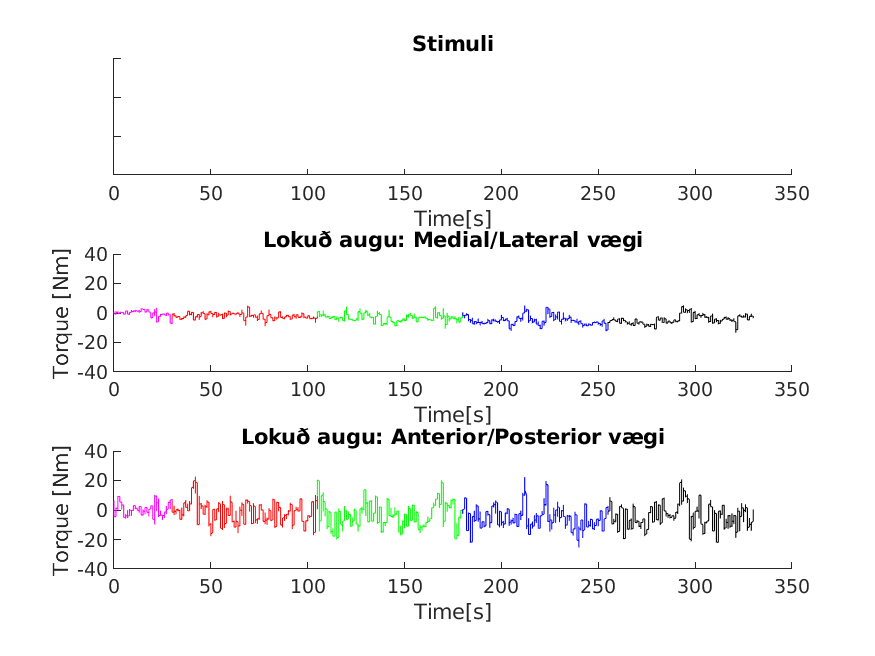 Stimuli
0 50 100 150 200 250 300 350
Time[s]
Lokuð augu: Medial/Lateral vægi
40
20
0
-20
-40
Torque [Nm]
0 50 100 150 200 250 300 350
Time[s]
Lokuð augu: Anterior/Posterior vægi
40
20
0
-20
-40
Torque [Nm]
0 50 100 150 200 250 300 350
Time[s]